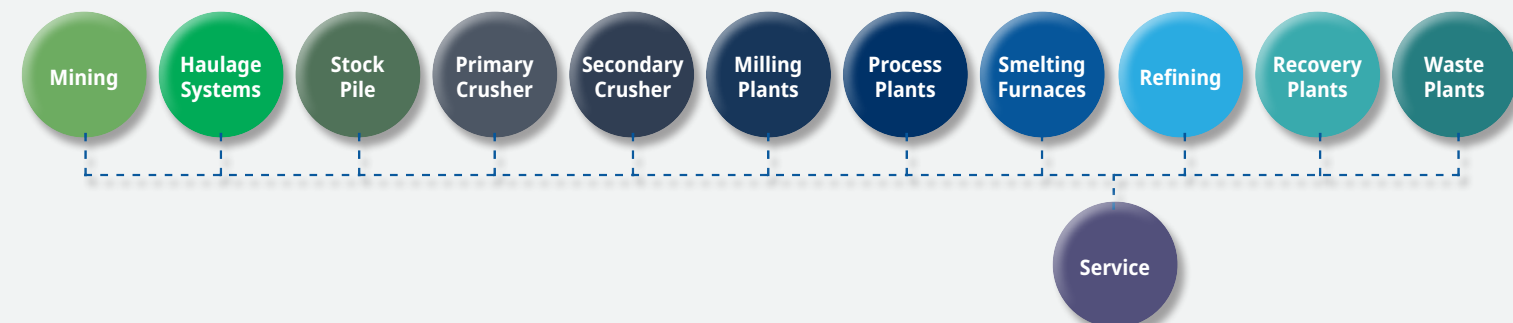 Mining
Haulage
Systems
Stock
Pile
Primary
Crusher
Secondary
Crusher
Milling
Plants
Process
Plants
Smelting
Furnaces
Refining
Recovery
Plants
Waste
Plants
Service